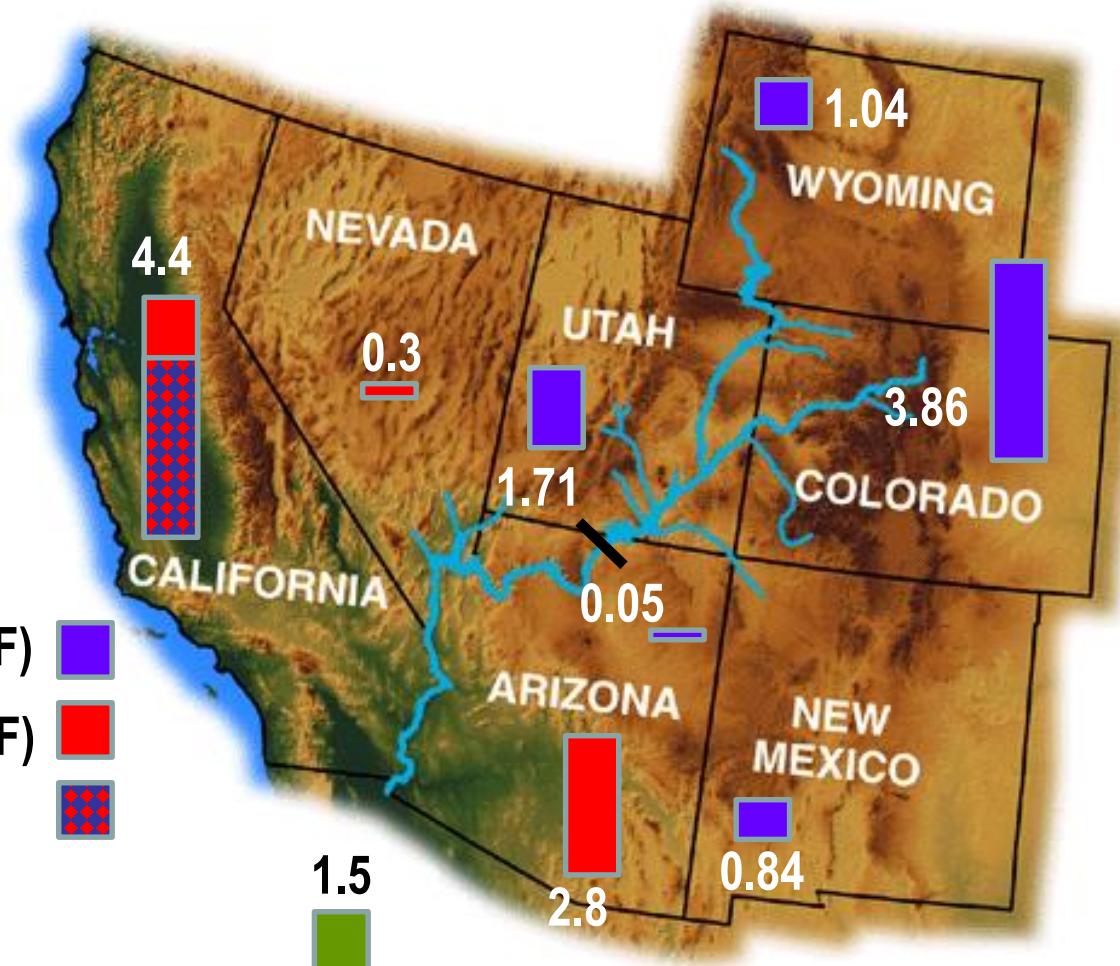 1.04
WYOMING
NEVADA
4.4
UTAH
0.3
3.86
1.71
COLORADO
CALIFORNIA
0.05
F)
ARIZONA
NEW
MEXICO
F)
1.5
0.84
2.8